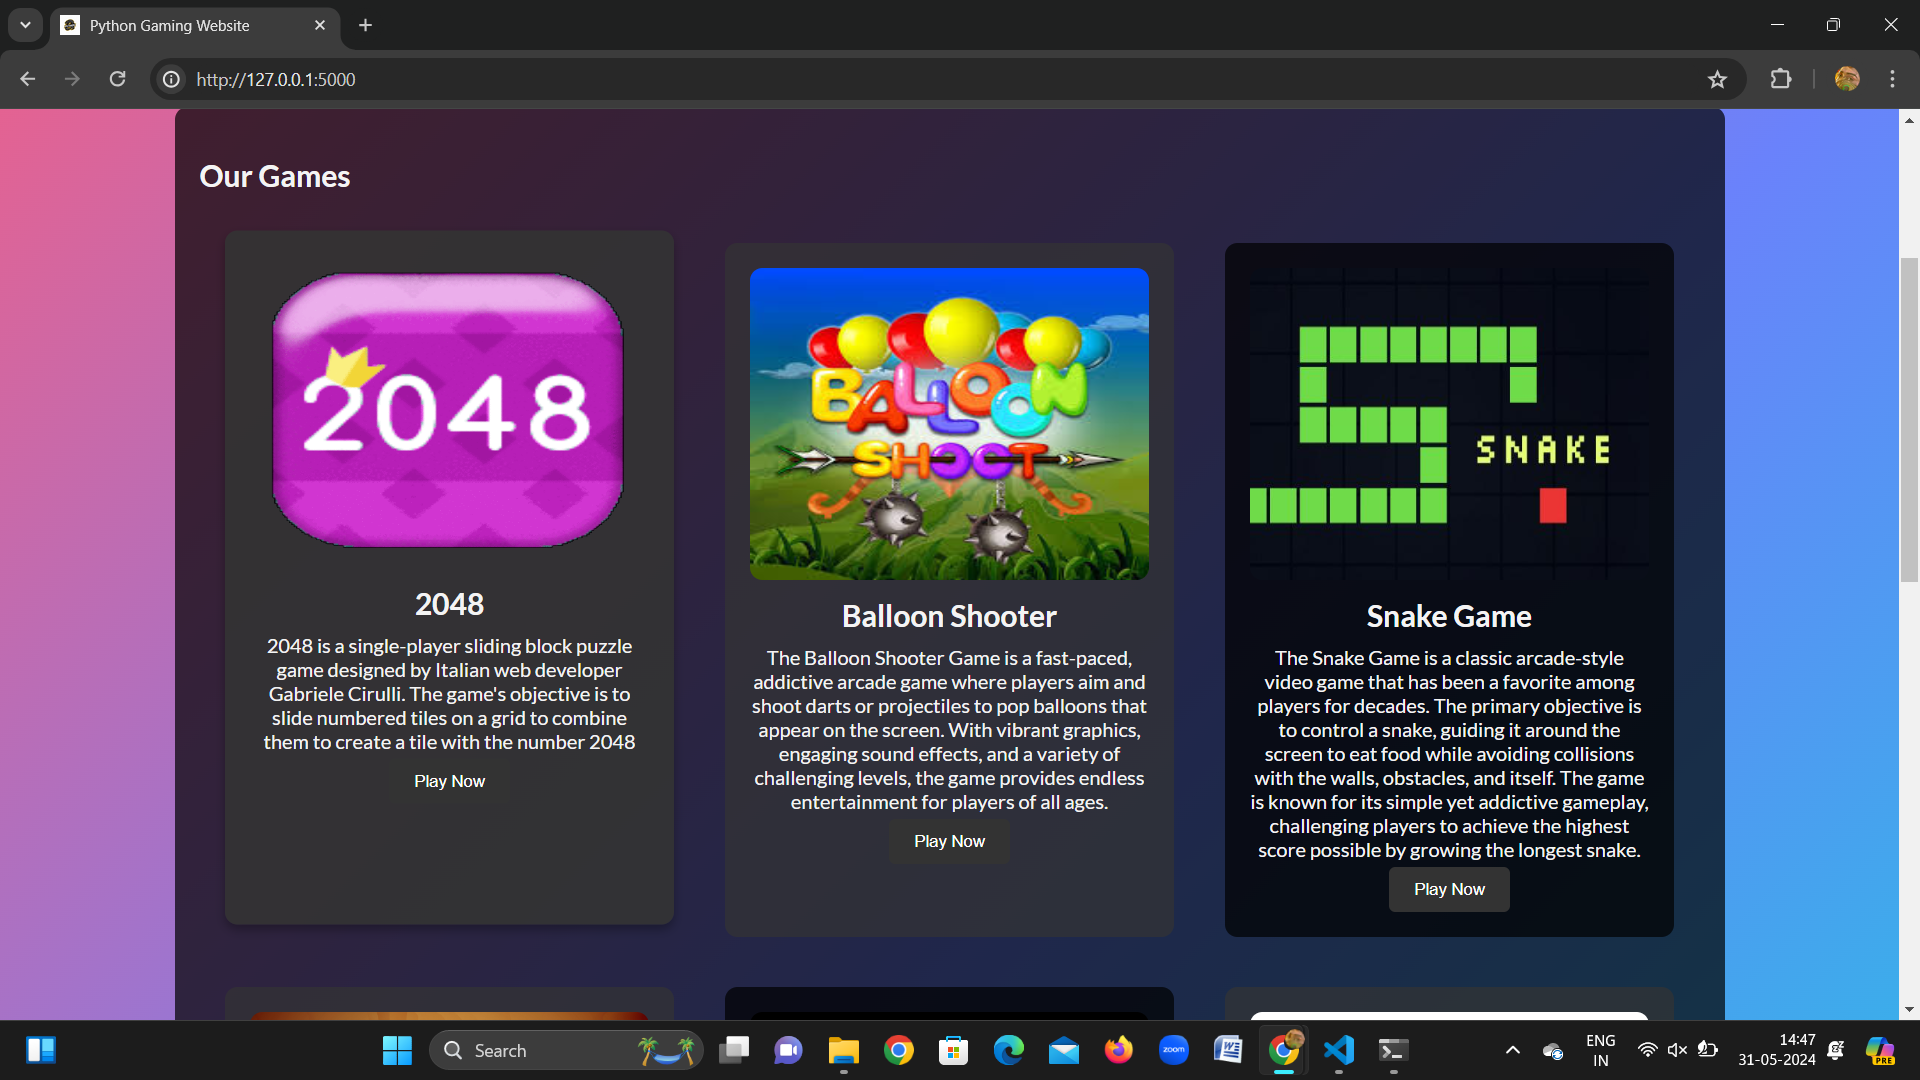 Python Gaming Website
http://127.0.0.1:5000
Our Games
2048
2048
2048 is a single-player sliding block puzzle
game designed by Italian web developer
Gabriele Cirulli. The game's objective is to
slide numbered tiles on a grid to combine
them to create a tile with the number 2048
Play Now
BALLOON
SHOOT
Balloon Shooter
The Balloon Shooter Game is a fast-paced,
addictive arcade game where players aim and
shoot darts or projectiles to pop balloons that
appear on the screen. With vibrant graphics,
engaging sound effects, and a variety of
challenging levels, the game provides endless
entertainment for players of all ages.
Play Now
SNAKE
Snake Game
The Snake Game is a classic arcade-style
video game that has been a favorite among
players for decades. The primary objective is
to control a snake, guiding it around the
screen to eat food while avoiding collisions
with the walls, obstacles, and itself. The game
is known for its simple yet addictive gameplay,
challenging players to achieve the highest
score possible by growing the longest snake.
Play Now
Search
zoom
ENG
IN
14:47
31-05-2024
PRE